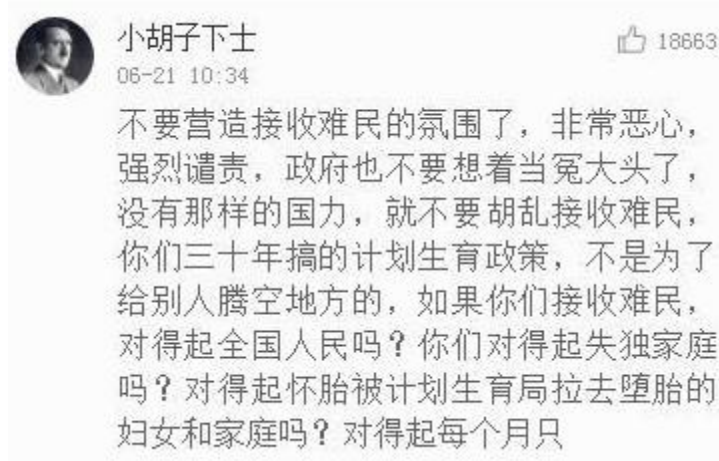 小胡子下士
18663
06-21 10:34
不要营造接收难民的氛围了，非常恶心，
强烈谴责，政府也不要想着当冤大头了，
没有那样的国力，就不要胡乱接收难民，
你们三十年搞的计划生育政策，不是为了
给别人腾空地方的，如果你们接收难民，
对得起全国人民吗？你们对得起失独家庭
吗？对得起怀胎被计划生育局拉去堕胎的
妇女和家庭吗？对得起每个月只